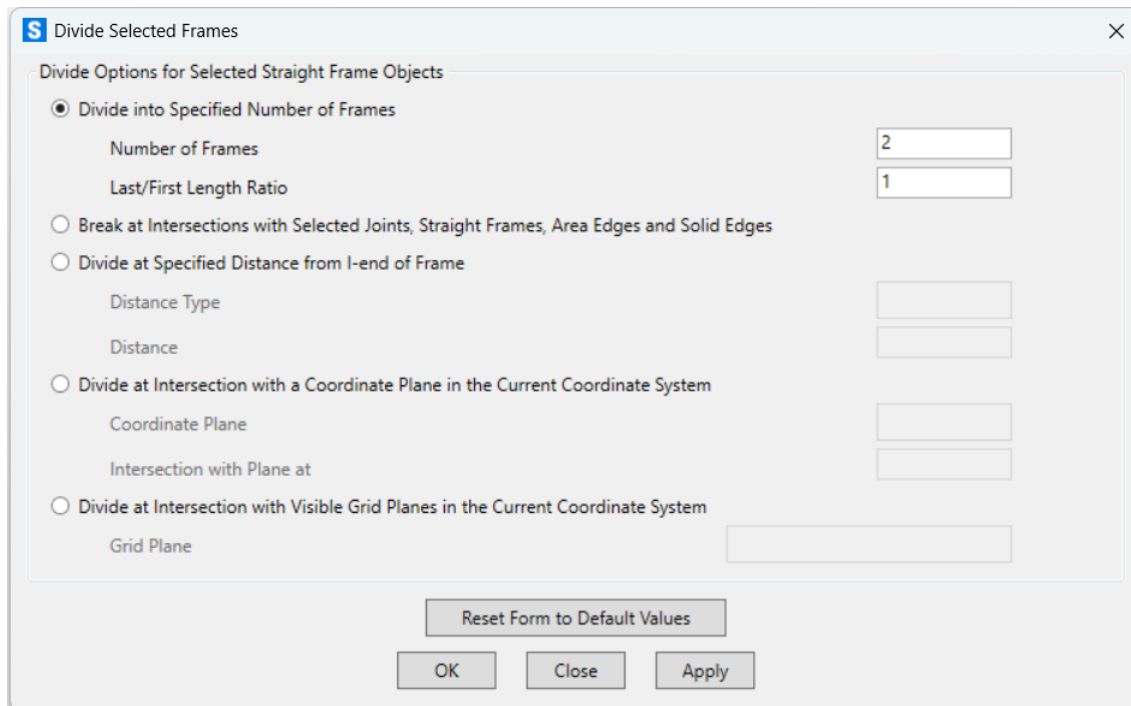 S Divide Selected Frames
Divide Options for Selected Straight Frame Objects
Divide into Specified Number of Frames
Number of Frames 2
Last/First Length Ratio 1
Break at Intersections with Selected Joints, Straight Frames, Area Edges and Solid Edges
Divide at Specified Distance from I-end of Frame
Distance Type
Distance
Divide at Intersection with a Coordinate Plane in the Current Coordinate System
Coordinate Plane
Intersection with Plane at
Divide at Intersection with Visible Grid Planes in the Current Coordinate System
Grid Plane
Reset Form to Default Values
OK Close Apply